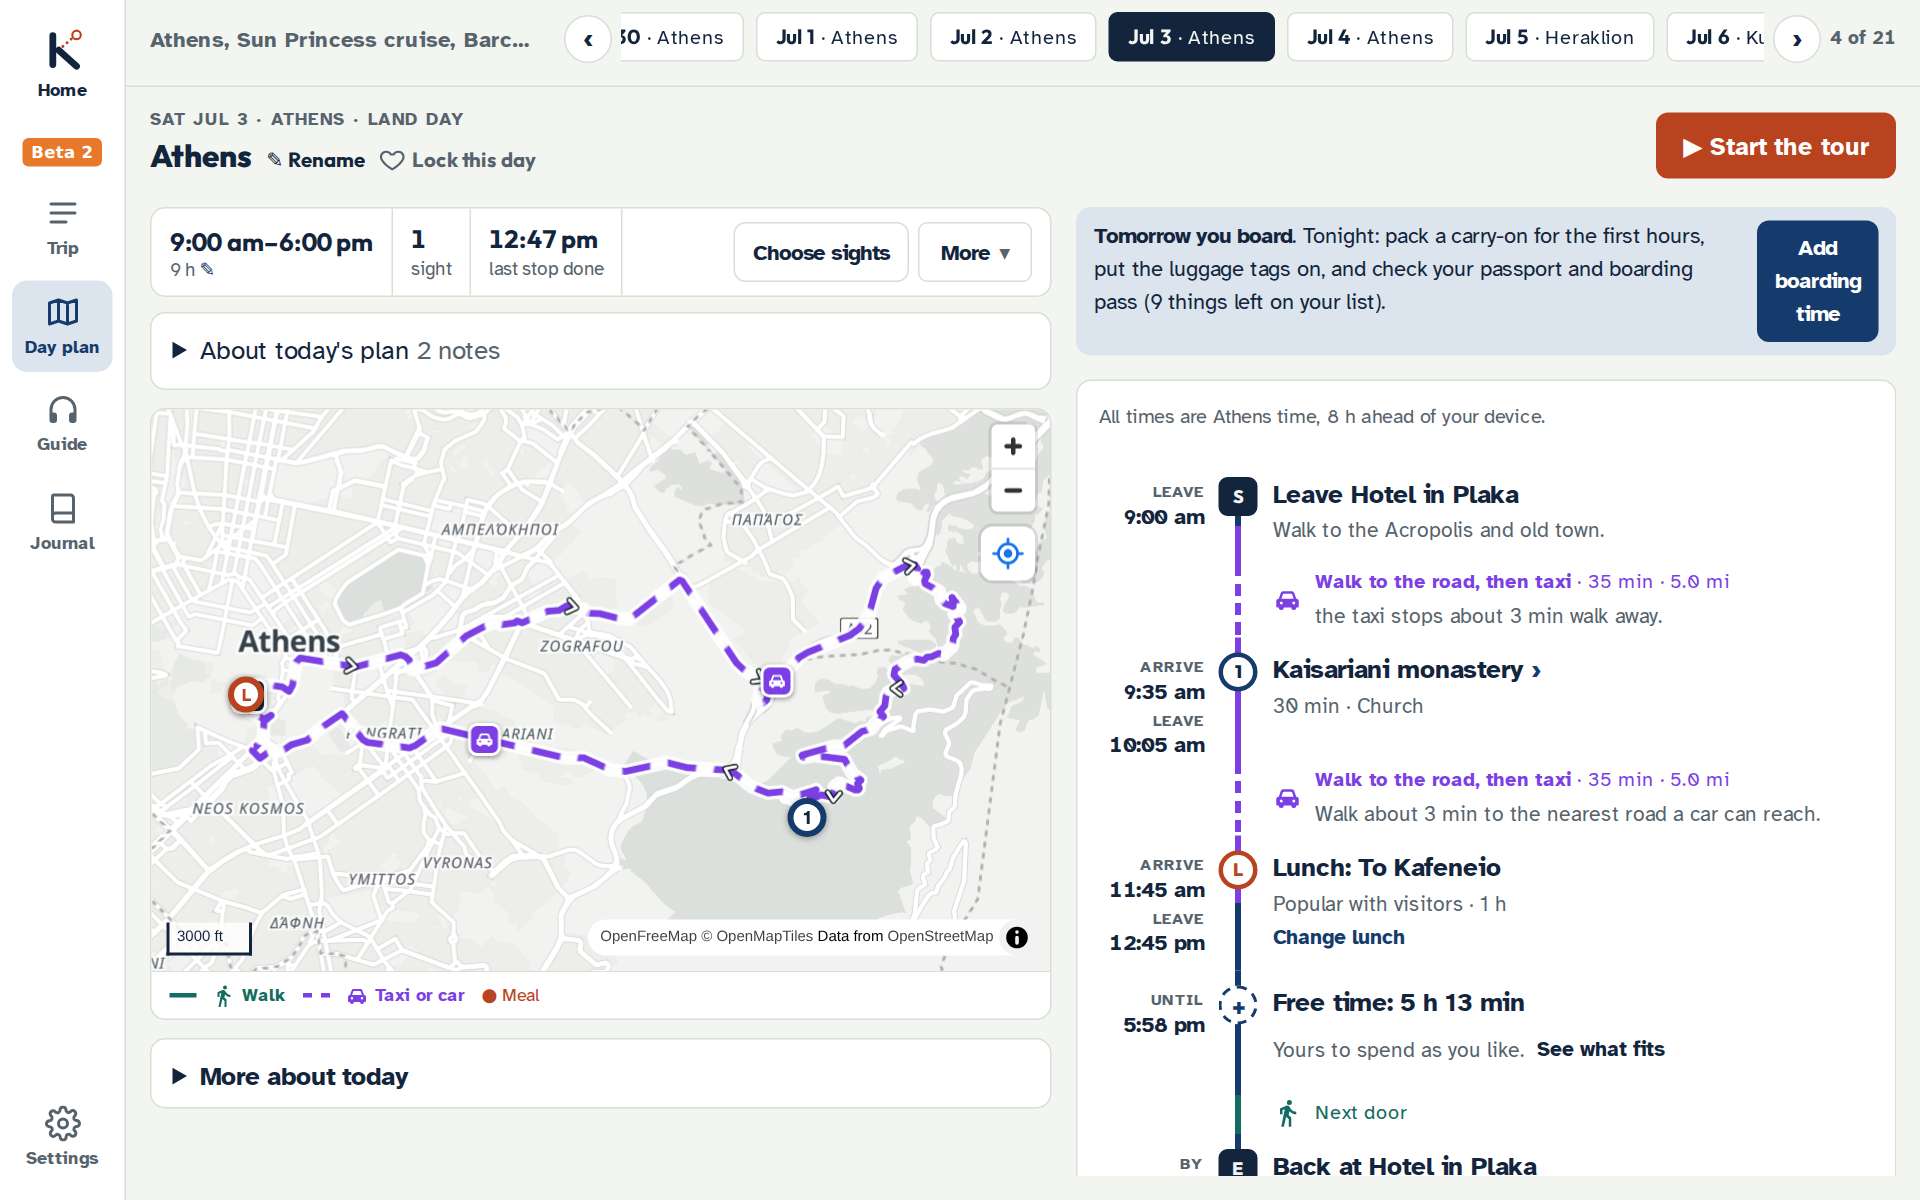 Home
Beta 2
Trip
Day plan
Guide
Journal
Settings
Athens, Sun Princess cruise, Barc...
‹
30 · Athens
Jul 1 · Athens
Jul 2 · Athens
Jul 3 · Athens
Jul 4 · Athens
Jul 5 · Heraklion
Jul 6 · Ku
›
4 of 21
SAT JUL 3 · ATHENS · LAND DAY
Athens
✎ Rename
Lock this day
▶ Start the tour
9:00 am–6:00 pm
9 h ✎
1
sight
12:47 pm
last stop done
Choose sights
More ▼
▶ About today's plan 2 notes
ΑΜΠΕΛΌΚΗΠΟΙ
ΠΑΠΆΓΟΣ
Athens
ZOGRAFOU
2
L
NGRATI
ARIANI
NEOS KOSMOS
1
VYRONAS
YMITTOS
ΔΆΦΝΗ
NI
+
−
3000 ft
OpenFreeMap © OpenMapTiles Data from OpenStreetMap
Walk
Taxi or car
Meal
▶ More about today
Tomorrow you board. Tonight: pack a carry-on for the first hours,
put the luggage tags on, and check your passport and boarding
pass (9 things left on your list).
Add
boarding
time
All times are Athens time, 8 h ahead of your device.
LEAVE
9:00 am
S
Leave Hotel in Plaka
Walk to the Acropolis and old town.
Walk to the road, then taxi · 35 min · 5.0 mi
the taxi stops about 3 min walk away.
ARRIVE
9:35 am
LEAVE
10:05 am
1
Kaisariani monastery ›
30 min · Church
Walk to the road, then taxi · 35 min · 5.0 mi
Walk about 3 min to the nearest road a car can reach.
ARRIVE
11:45 am
LEAVE
12:45 pm
L
Lunch: To Kafeneio
Popular with visitors · 1 h
Change lunch
UNTIL
5:58 pm
+
Free time: 5 h 13 min
Yours to spend as you like. See what fits
Next door
BY
E
Back at Hotel in Plaka